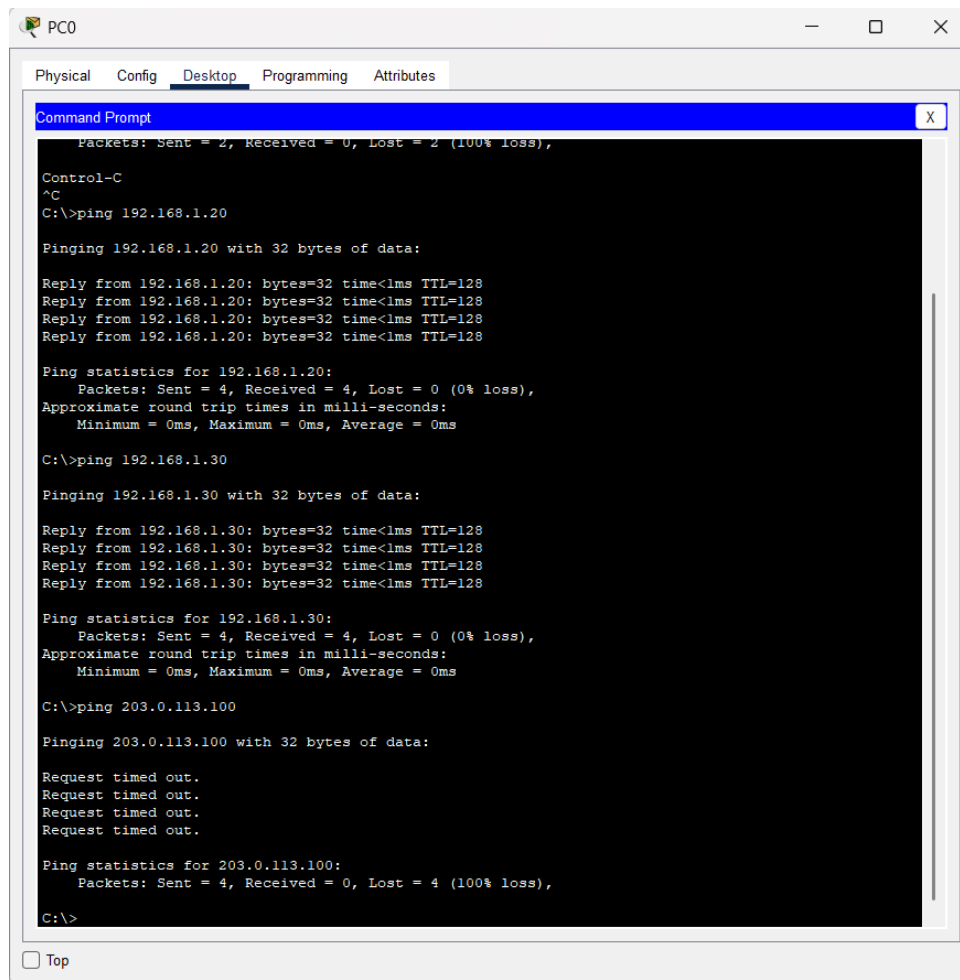 PC0
Physical Config Desktop Programming Attributes
Command Prompt
X
Packets: Sent = 2, Received = 0, Lost = 2 (100% loss),
Control-C
^C
C:\>ping 192.168.1.20
Pinging 192.168.1.20 with 32 bytes of data:
Reply from 192.168.1.20: bytes=32 time<1ms TTL=128
Reply from 192.168.1.20: bytes=32 time<1ms TTL=128
Reply from 192.168.1.20: bytes=32 time<1ms TTL=128
Reply from 192.168.1.20: bytes=32 time<1ms TTL=128
Ping statistics for 192.168.1.20:
Packets: Sent = 4, Received = 4, Lost = 0 (0% loss),
Approximate round trip times in milli-seconds:
Minimum = 0ms, Maximum = 0ms, Average = 0ms
C:\>ping 192.168.1.30
Pinging 192.168.1.30 with 32 bytes of data:
Reply from 192.168.1.30: bytes=32 time<1ms TTL=128
Reply from 192.168.1.30: bytes=32 time<1ms TTL=128
Reply from 192.168.1.30: bytes=32 time<1ms TTL=128
Reply from 192.168.1.30: bytes=32 time<1ms TTL=128
Ping statistics for 192.168.1.30:
Packets: Sent = 4, Received = 4, Lost = 0 (0% loss),
Approximate round trip times in milli-seconds:
Minimum = 0ms, Maximum = 0ms, Average = 0ms
C:\>ping 203.0.113.100
Pinging 203.0.113.100 with 32 bytes of data:
Request timed out.
Request timed out.
Request timed out.
Request timed out.
Ping statistics for 203.0.113.100:
Packets: Sent = 4, Received = 0, Lost = 4 (100% loss),
C:\>
Top